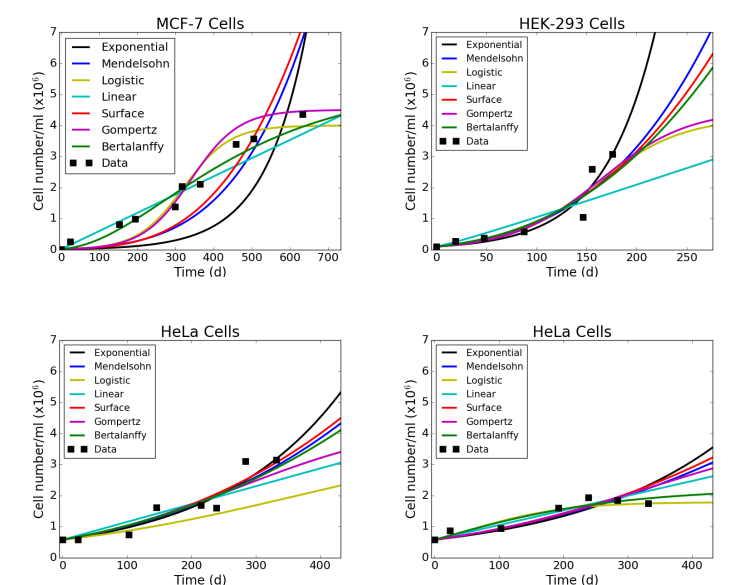 MCF-7 Cells
7
6
5
4
3
2
1
0
Cell number/ml (x10⁶)
Exponential
Mendelsohn
Logistic
Linear
Surface
Gompertz
Bertalanffy
Data
0 100 200 300 400 500 600 700
Time (d)
HEK-293 Cells
7
6
5
4
3
2
1
0
Cell number/ml (x10⁶)
Exponential
Mendelsohn
Logistic
Linear
Surface
Gompertz
Bertalanffy
Data
0 50 100 150 200 250
Time (d)
HeLa Cells
7
6
5
4
3
2
1
0
Cell number/ml (x10⁶)
Exponential
Mendelsohn
Logistic
Linear
Surface
Gompertz
Bertalanffy
Data
0 100 200 300 400
Time (d)
HeLa Cells
7
6
5
4
3
2
1
0
Cell number/ml (x10⁶)
Exponential
Mendelsohn
Logistic
Linear
Surface
Gompertz
Bertalanffy
Data
0 100 200 300 400
Time (d)